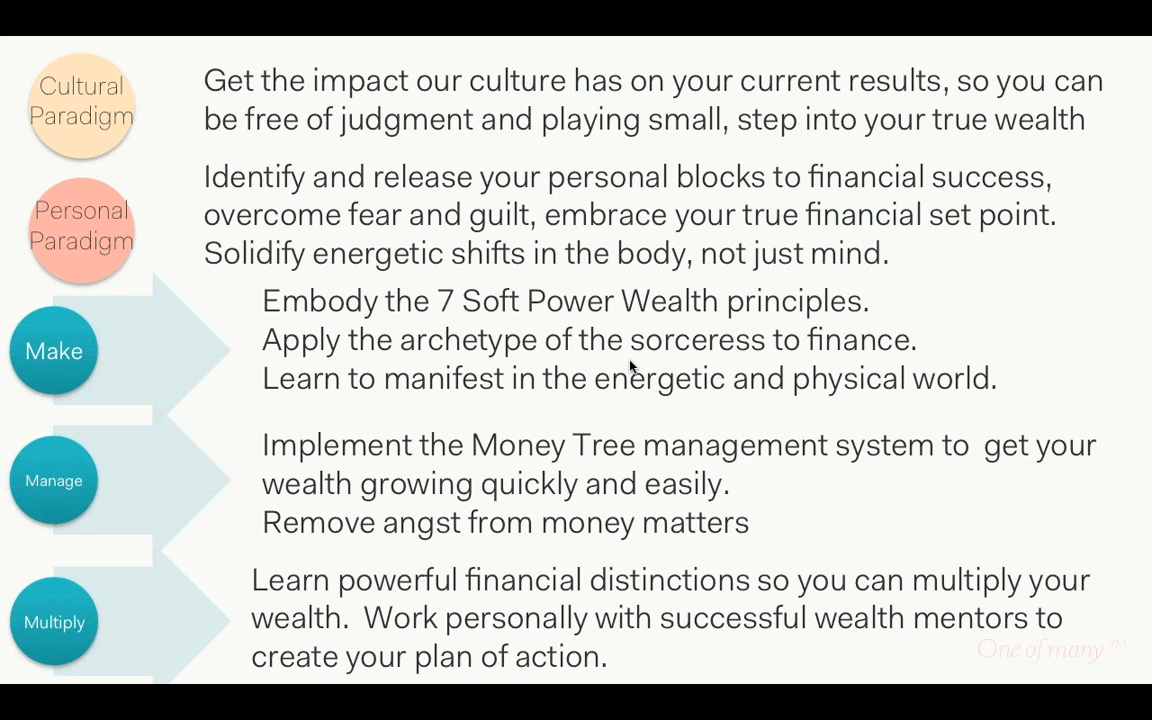 Cultural
Paradigm
Get the impact our culture has on your current results, so you can
be free of judgment and playing small, step into your true wealth
Personal
Paradigm
Identify and release your personal blocks to financial success,
overcome fear and guilt, embrace your true financial set point.
Solidify energetic shifts in the body, not just mind.
Make
Embody the 7 Soft Power Wealth principles.
Apply the archetype of the sorceress to finance.
Learn to manifest in the energetic and physical world.
Manage
Implement the Money Tree management system to  get your
wealth growing quickly and easily.
Remove angst from money matters
Multiply
Learn powerful financial distinctions so you can multiply your
wealth.  Work personally with successful wealth mentors to
create your plan of action.
One of many ™